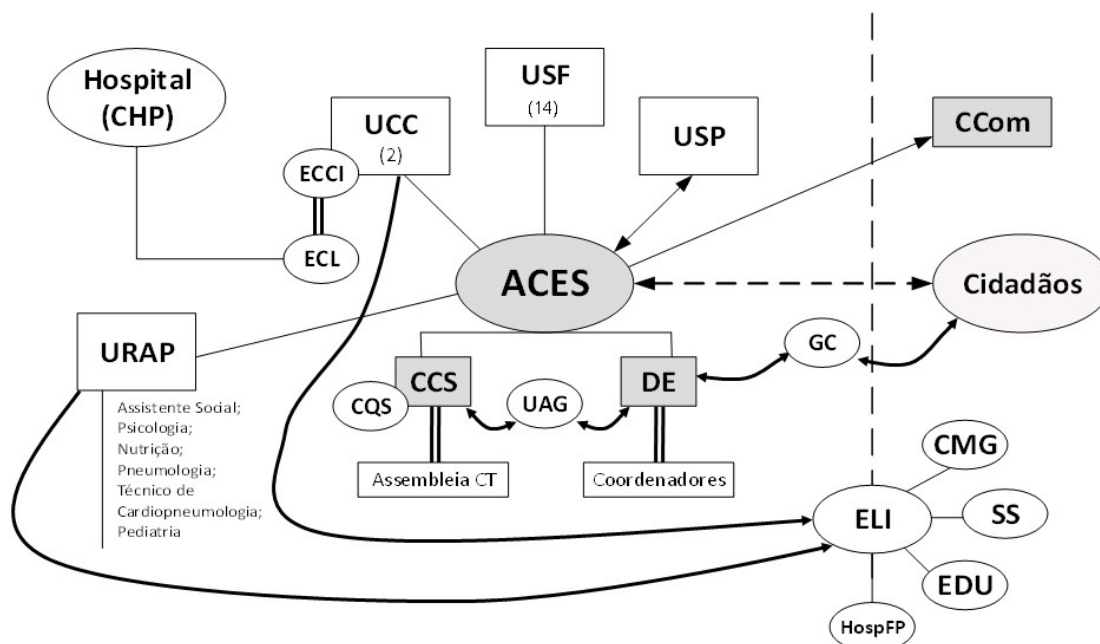 Hospital
(CHP)
UCC
(2)
USF
(14)
USP
CCom
ECCI
ECL
ACES
Cidadãos
URAP
Assistente Social;
Psicologia;
Nutrição;
Pneumologia;
Técnico de
Cardiopneumologia;
Pediatria
CCS
CQS
UAG
DE
GC
Assembleia CT
Coordenadores
CMG
ELI
SS
EDU
HospFP